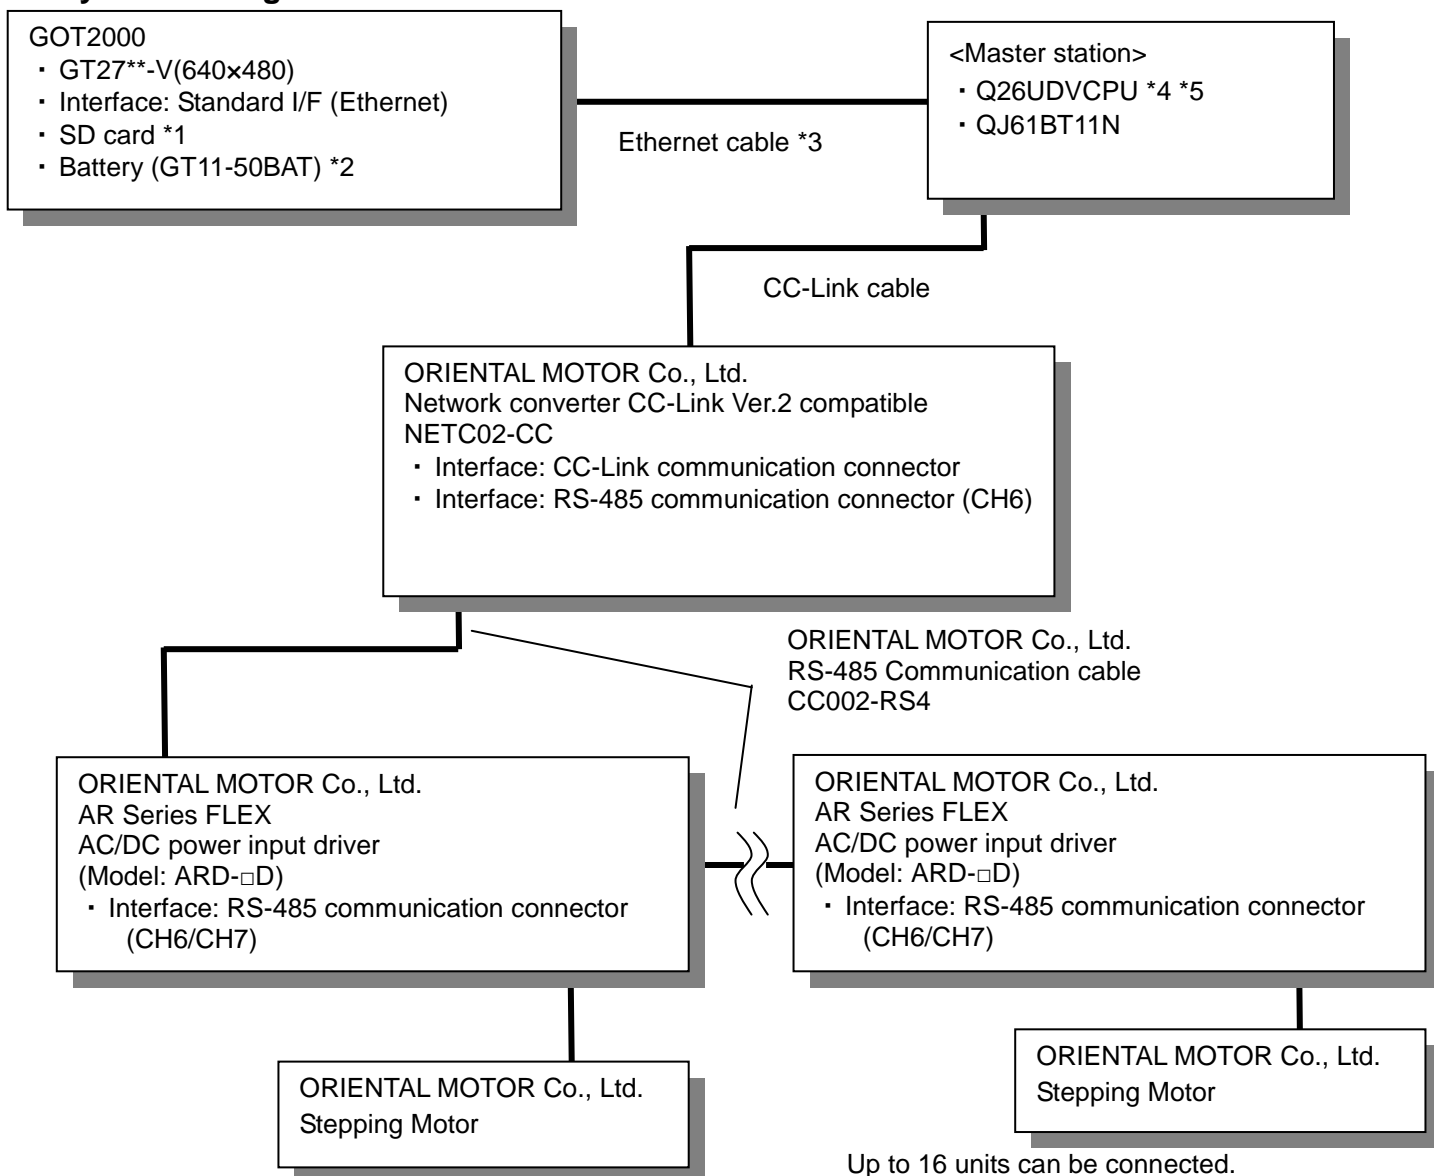 GOT2000
・GT27**-V(640×480)
・Interface: Standard I/F (Ethernet)
・SD card *1
・Battery (GT11-50BAT) *2
Ethernet cable *3
<Master station>
・Q26UDVCPU *4 *5
・QJ61BT11N
CC-Link cable
ORIENTAL MOTOR Co., Ltd.
Network converter CC-Link Ver.2 compatible
NETC02-CC
・Interface: CC-Link communication connector
・Interface: RS-485 communication connector (CH6)
ORIENTAL MOTOR Co., Ltd.
RS-485 Communication cable
CC002-RS4
ORIENTAL MOTOR Co., Ltd.
AR Series FLEX
AC/DC power input driver
(Model: ARD-□D)
・Interface: RS-485 communication connector
(CH6/CH7)
ORIENTAL MOTOR Co., Ltd.
AR Series FLEX
AC/DC power input driver
(Model: ARD-□D)
・Interface: RS-485 communication connector
(CH6/CH7)
ORIENTAL MOTOR Co., Ltd.
Stepping Motor
ORIENTAL MOTOR Co., Ltd.
Stepping Motor
Up to 16 units can be connected.